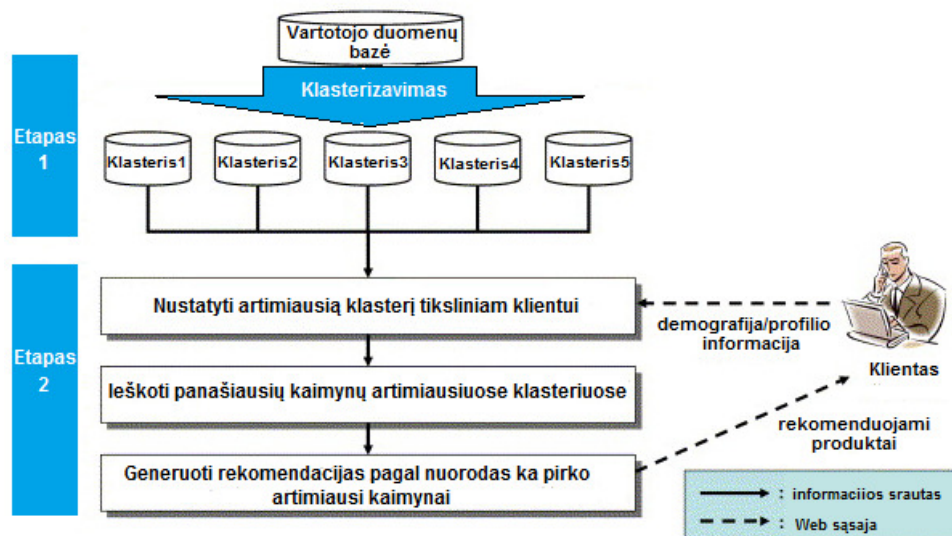 Vartotojo duomenų
bazė
Klasterizavimas
Etapas
1
Klasteris1
Klasteris2
Klasteris3
Klasteris4
Klasteris5
Etapas
2
Nustatyti artimiausią klasterį tiksliniam klientui
demografija/profilio
informacija
Klientas
Ieškoti panašiausių kaimynų artimiausiuose klasteriuose
rekomenduojami
produktai
Generuoti rekomendacijas pagal nuorodas ka pirko
artimiausi kaimynai
: informaciios srautas
: Web sąsaja